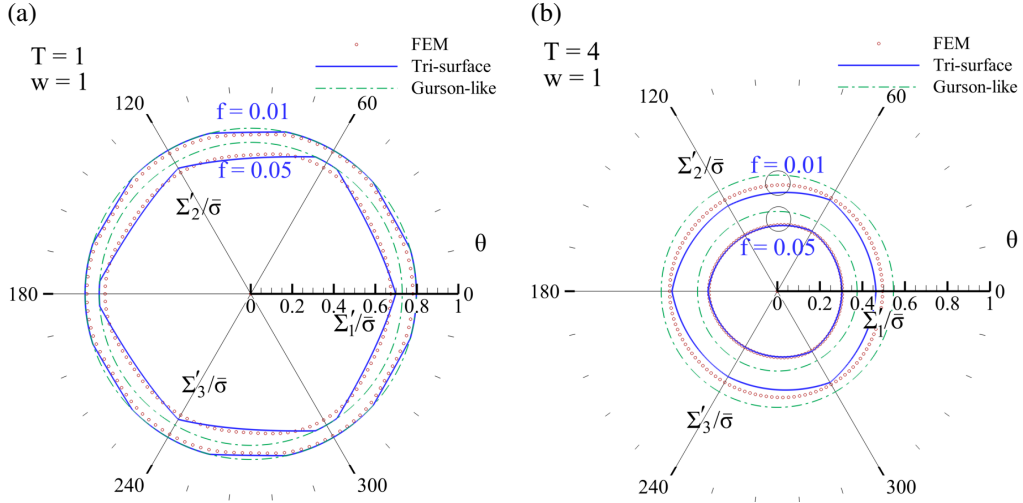 (a)
T = 1
w = 1
FEM
Tri-surface
Gurson-like
120
60
f = 0.01
f = 0.05
Σ′2/σ̄
θ
180
0
0.2
0.4
0.6
0.8
1
0
Σ′1/σ̄
Σ′3/σ̄
240
300
(b)
T = 4
w = 1
FEM
Tri-surface
Gurson-like
120
60
Σ′2/σ̄
f = 0.01
θ
f = 0.05
180
0
0.2
0.4
0.6
0.8
1
0
Σ′1/σ̄
Σ′3/σ̄
240
300